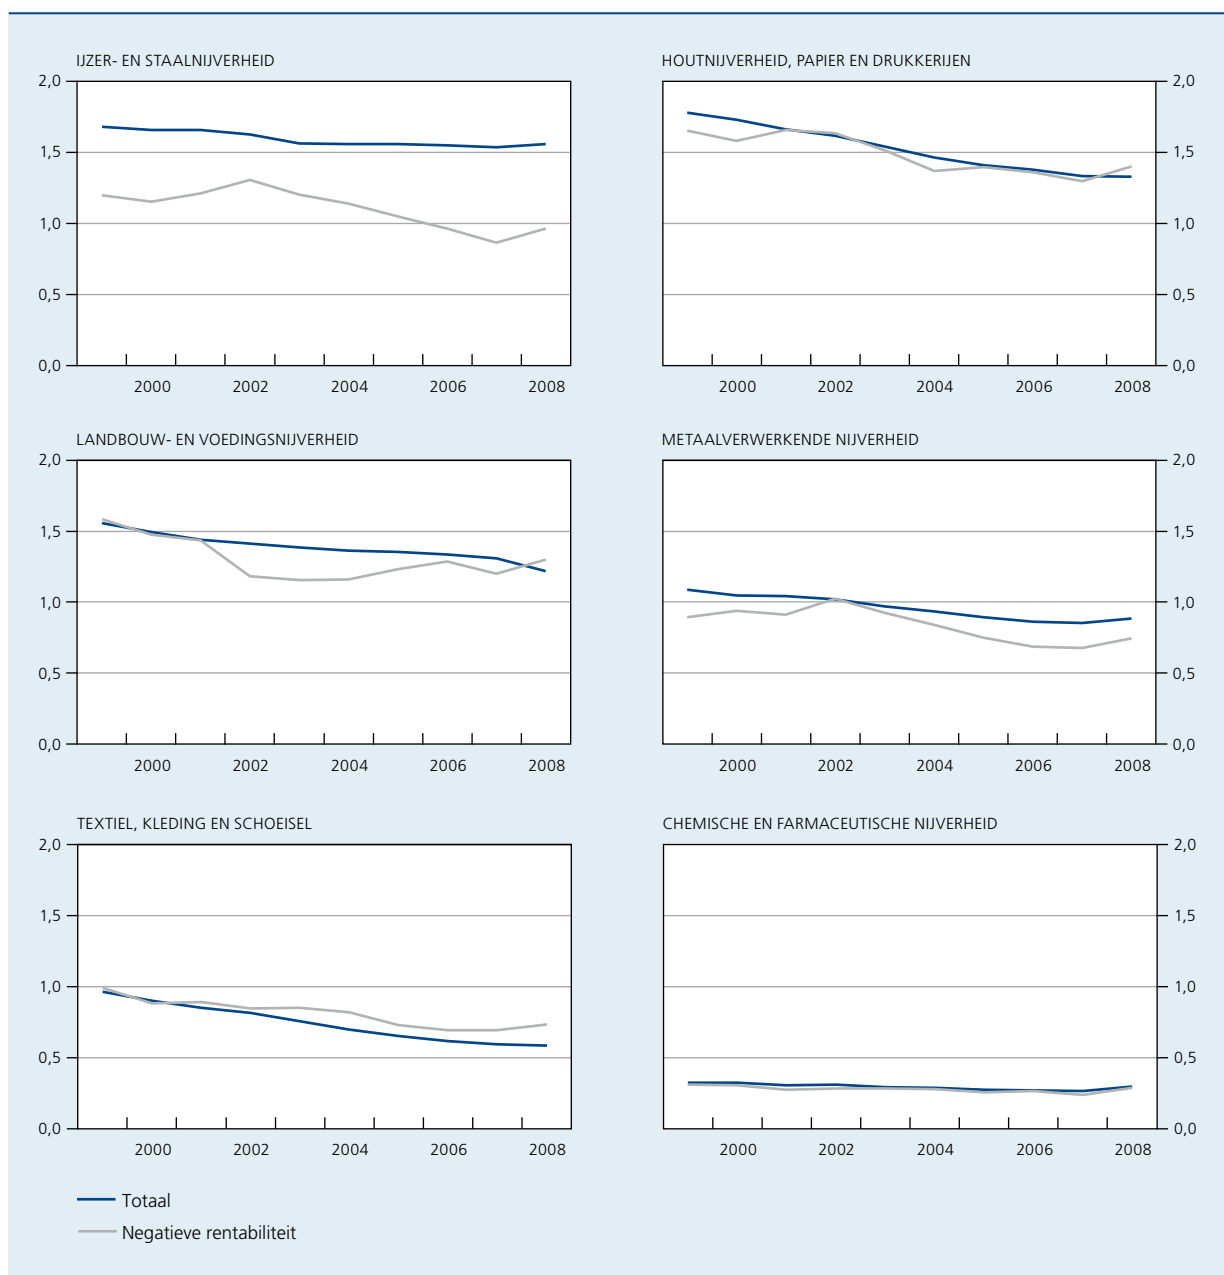 IJZER- EN STAALNIJVERHEID
2,0
1,5
1,0
0,5
0,0
2000 2002 2004 2006 2008
HOUTNIJVERHEID, PAPIER EN DRUKKERIJEN
2,0
1,5
1,0
0,5
0,0
2000 2002 2004 2006 2008
LANDBOUW- EN VOEDINGSNIJVERHEID
2,0
1,5
1,0
0,5
0,0
2000 2002 2004 2006 2008
METAALVERWERKENDE NIJVERHEID
2,0
1,5
1,0
0,5
0,0
2000 2002 2004 2006 2008
TEXTIEL, KLEDING EN SCHOEISEL
2,0
1,5
1,0
0,5
0,0
2000 2002 2004 2006 2008
CHEMISCHE EN FARMACEUTISCHE NIJVERHEID
2,0
1,5
1,0
0,5
0,0
2000 2002 2004 2006 2008
Totaal
Negatieve rentabiliteit